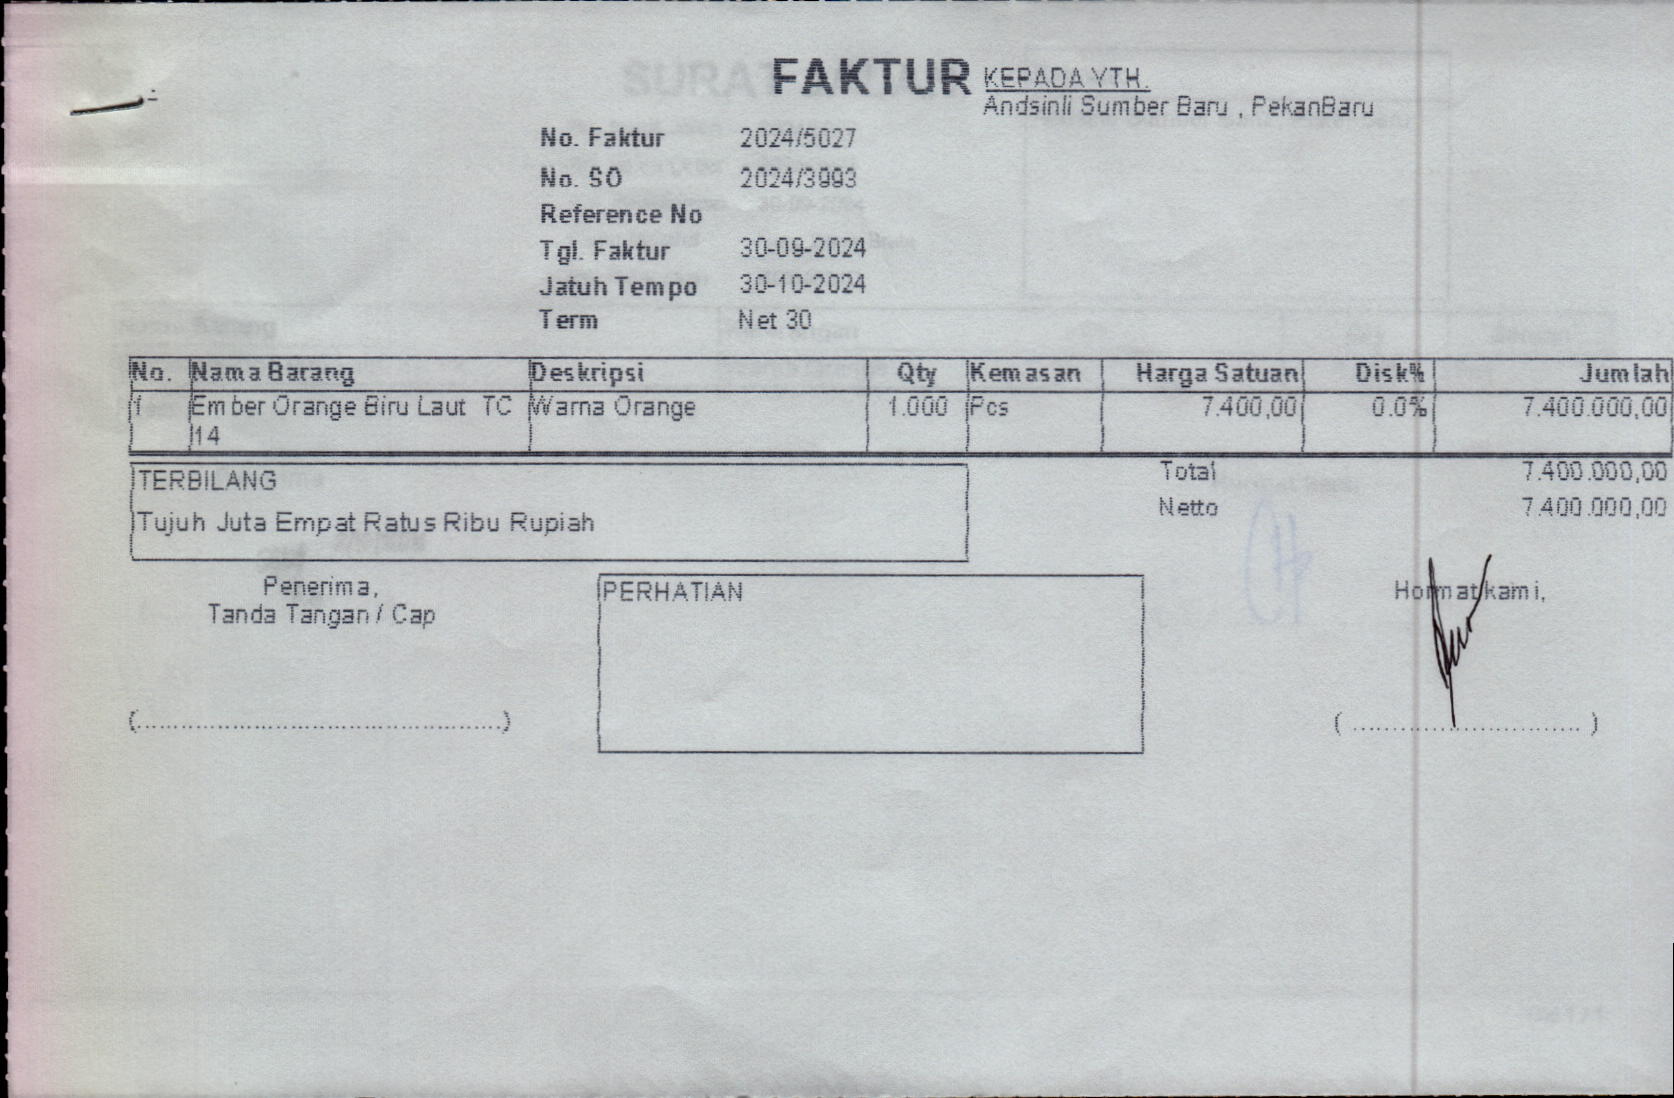 FAKTUR
KEPADA YTH.
Andsinli Sumber Baru , PekanBaru
No. Faktur 2024/5027
No. SO 2024/3993
Reference No
Tgl. Faktur 30-09-2024
Jatuh Tempo 30-10-2024
Term Net 30
No. Nama Barang Deskripsi Qty Kemasan Harga Satuan Disk% Jumlah
1 Ember Orange Biru Laut TC Warna Orange 1.000 Pcs 7.400,00 0.0% 7.400.000,00
14
TERBILANG
Tujuh Juta Empat Ratus Ribu Rupiah
Total 7.400.000,00
Netto 7.400.000,00
Penerima,
Tanda Tangan / Cap
PERHATIAN
Hormat kami,
(..................................................)
( ............................... )